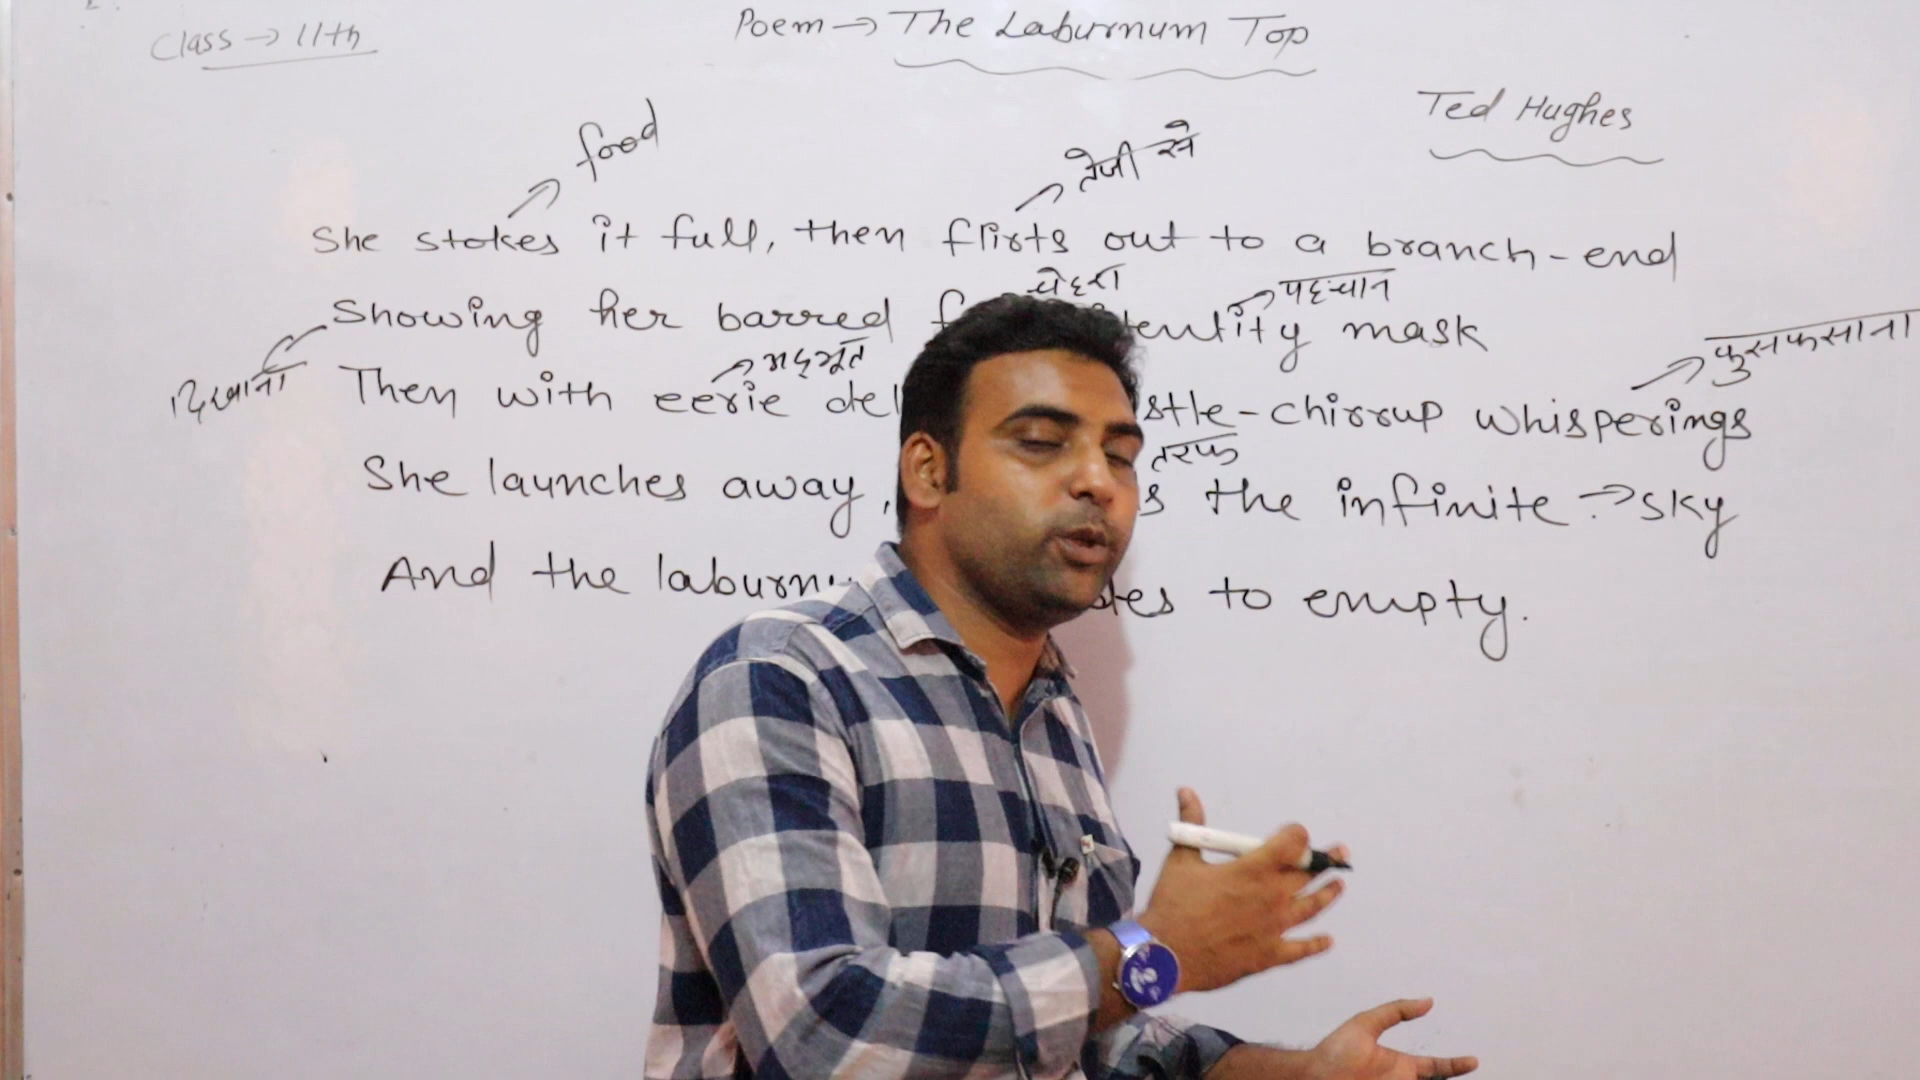 Class → 11th
Poem → The Laburnum Top
Ted Hughes
food
तेजी से
She stokes it full, then flirts out to a branch-end
चेहरा पहचान
Showing her barred mask
दिखाना अद्भूत फुसफसाना
Then with eerie chirrup whisperings
तरफ
She launches away, the infinite → sky
And the to empty.